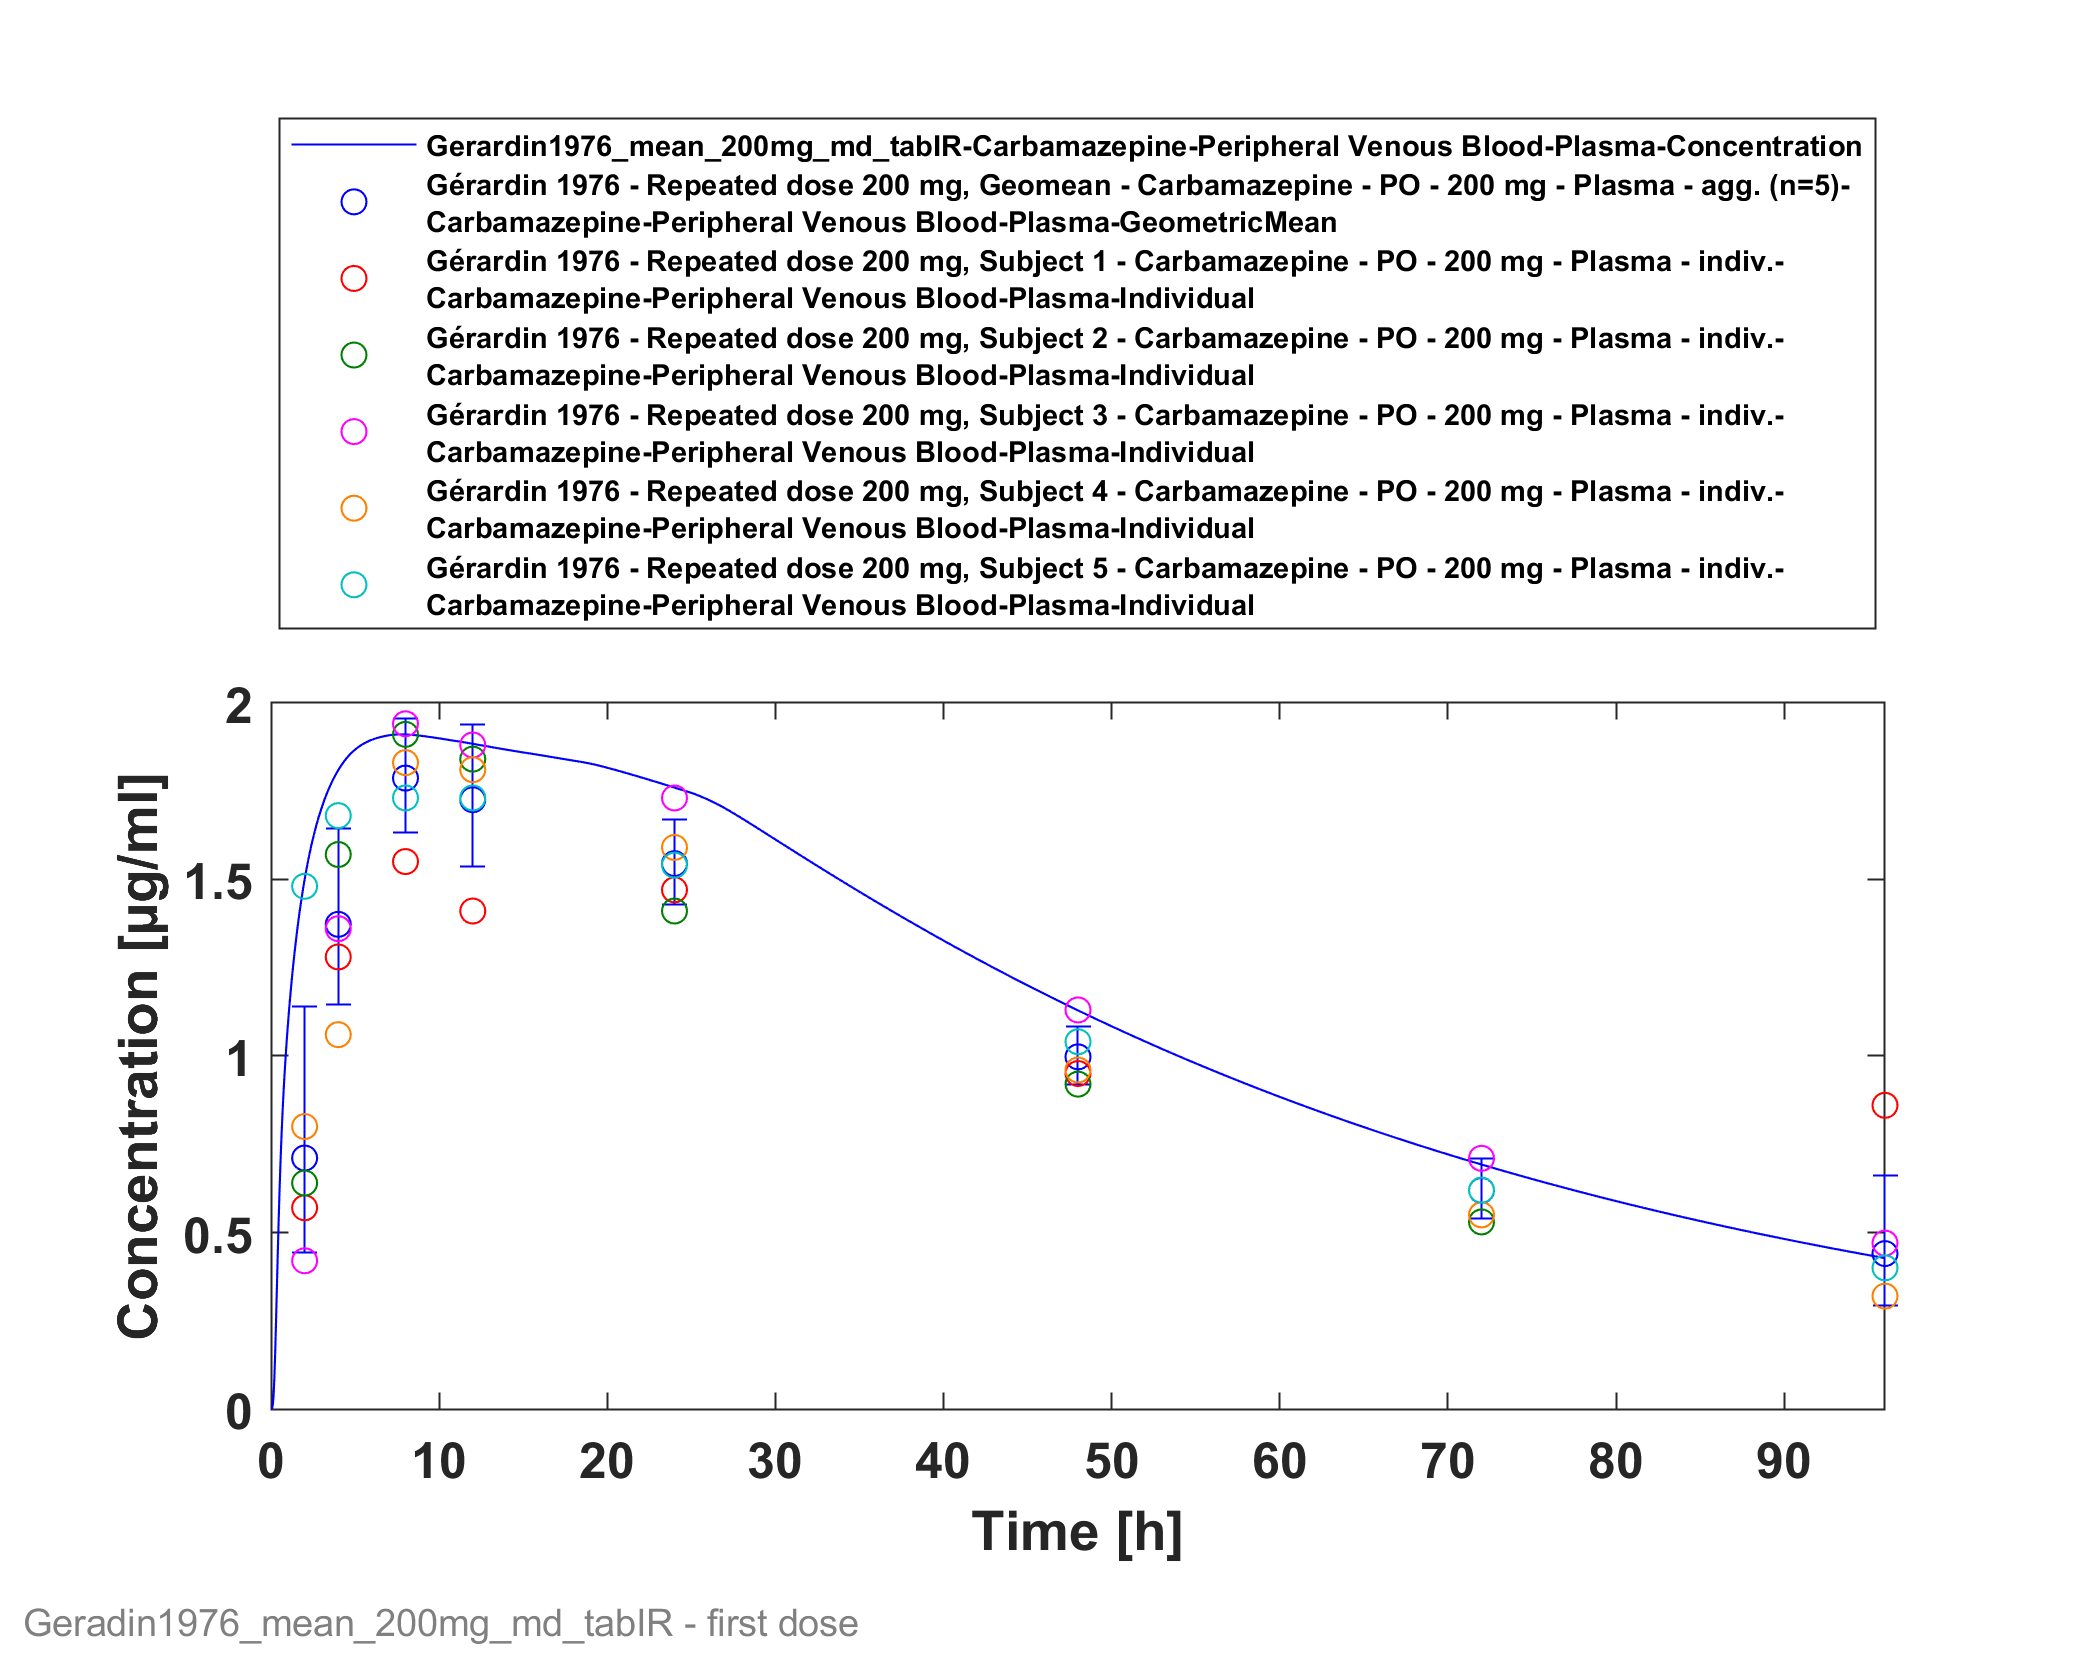 Gerardin1976_mean_200mg_md_tabIR-Carbamazepine-Peripheral Venous Blood-Plasma-Concentration
Gérardin 1976 - Repeated dose 200 mg, Geomean - Carbamazepine - PO - 200 mg - Plasma - agg. (n=5)-
Carbamazepine-Peripheral Venous Blood-Plasma-GeometricMean
Gérardin 1976 - Repeated dose 200 mg, Subject 1 - Carbamazepine - PO - 200 mg - Plasma - indiv.-
Carbamazepine-Peripheral Venous Blood-Plasma-Individual
Gérardin 1976 - Repeated dose 200 mg, Subject 2 - Carbamazepine - PO - 200 mg - Plasma - indiv.-
Carbamazepine-Peripheral Venous Blood-Plasma-Individual
Gérardin 1976 - Repeated dose 200 mg, Subject 3 - Carbamazepine - PO - 200 mg - Plasma - indiv.-
Carbamazepine-Peripheral Venous Blood-Plasma-Individual
Gérardin 1976 - Repeated dose 200 mg, Subject 4 - Carbamazepine - PO - 200 mg - Plasma - indiv.-
Carbamazepine-Peripheral Venous Blood-Plasma-Individual
Gérardin 1976 - Repeated dose 200 mg, Subject 5 - Carbamazepine - PO - 200 mg - Plasma - indiv.-
Carbamazepine-Peripheral Venous Blood-Plasma-Individual
Concentration [µg/ml]
2
1.5
1
0.5
0
0 10 20 30 40 50 60 70 80 90
Time [h]
Geradin1976_mean_200mg_md_tabIR - first dose